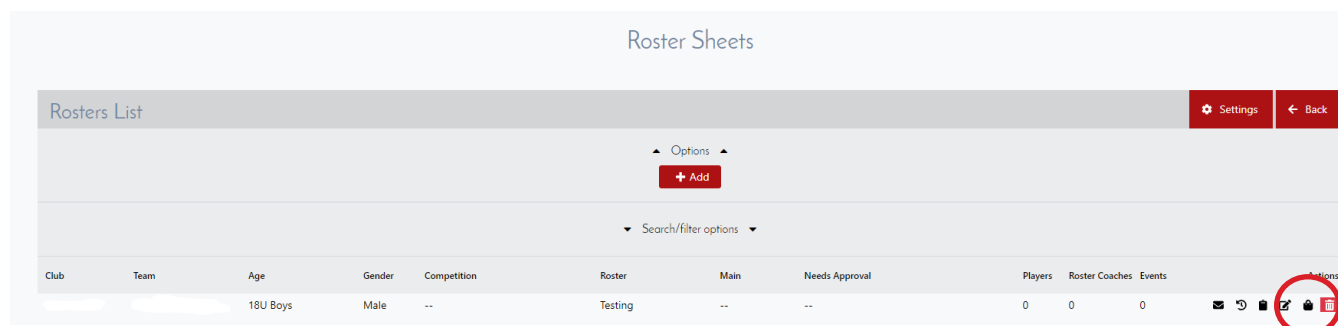 Roster Sheets
Rosters List
Settings
Back
Options
Add
Search/filter options
Club Team Age Gender Competition Roster Main Needs Approval Players Roster Coaches Events Actions
18U Boys Male -- Testing -- -- 0 0 0